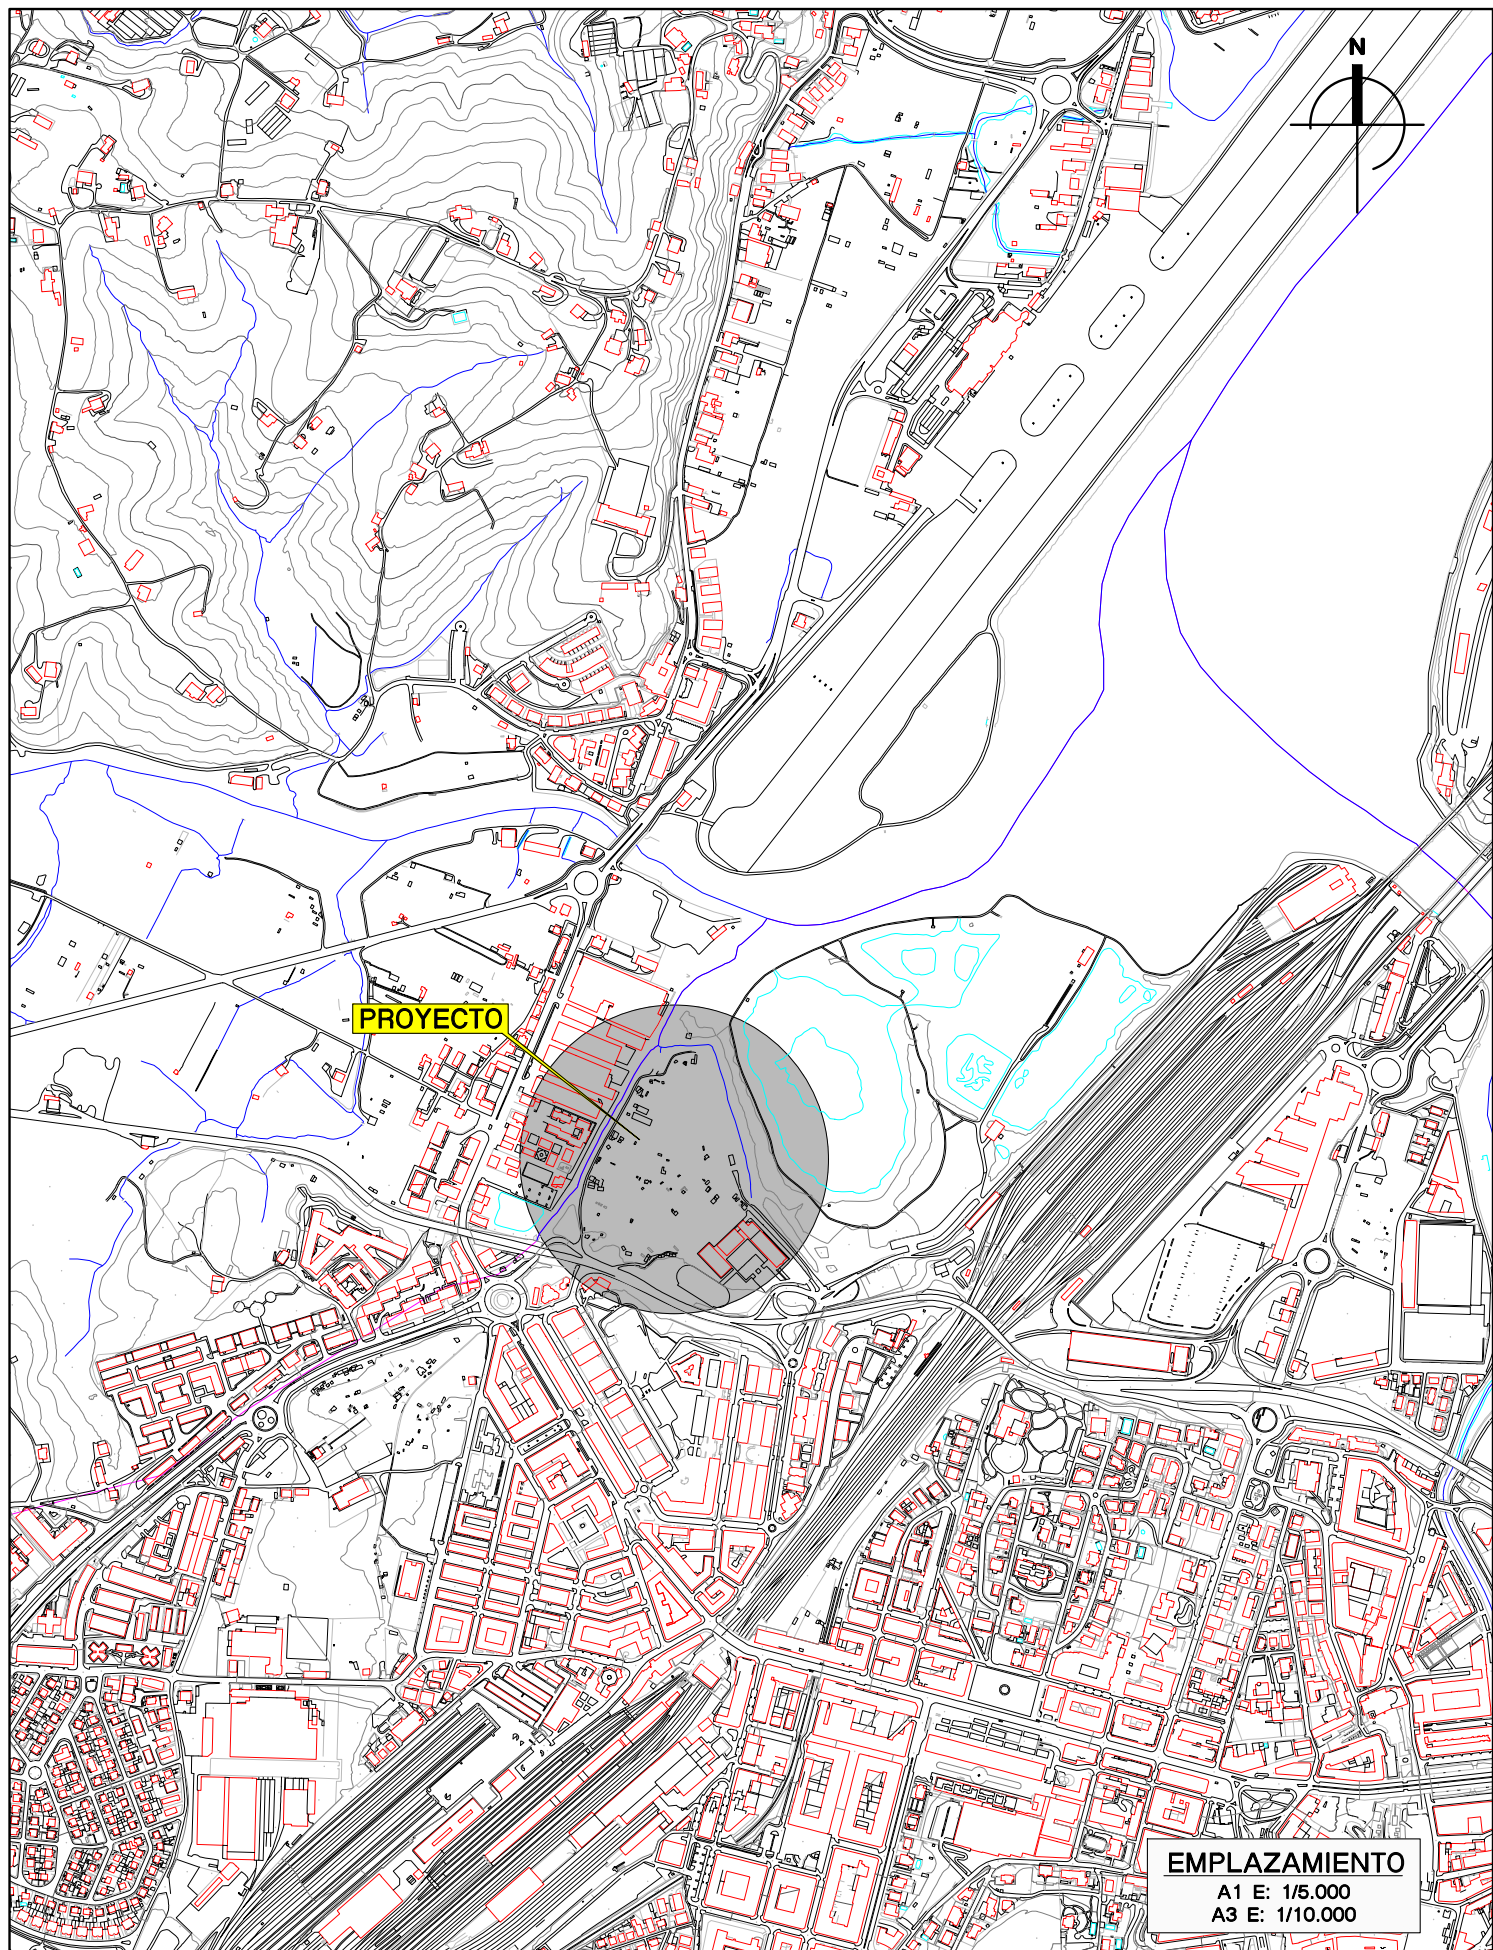 N
PROYECTO
EMPLAZAMIENTO
A1 E: 1/5.000
A3 E: 1/10.000